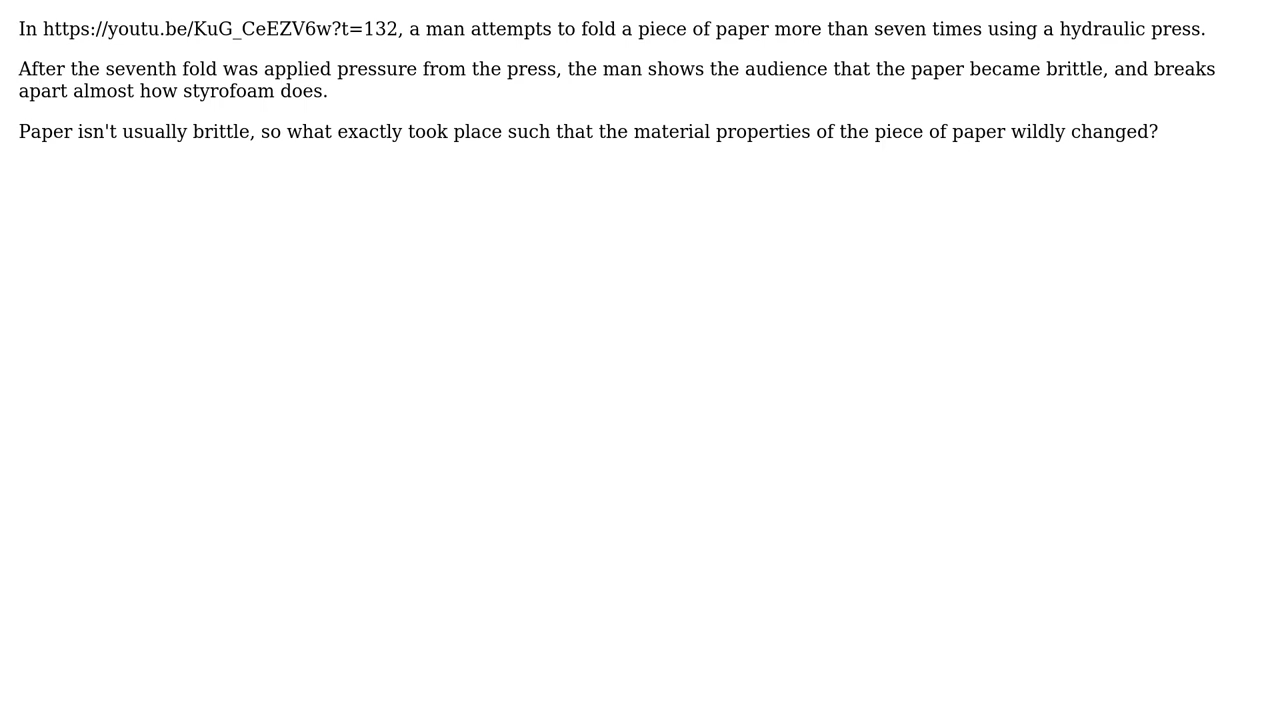 In https://youtu.be/KuG_CeEZV6w?t=132, a man attempts to fold a piece of paper more than seven times using a hydraulic press.
After the seventh fold was applied pressure from the press, the man shows the audience that the paper became brittle, and breaks
apart almost how styrofoam does.
Paper isn't usually brittle, so what exactly took place such that the material properties of the piece of paper wildly changed?